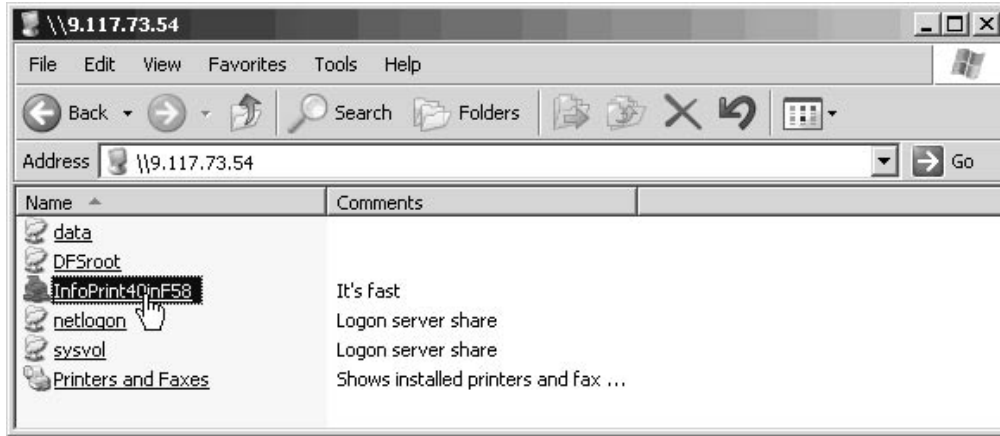 \\9.117.73.54
File Edit View Favorites Tools Help
Back Search Folders
Address \\9.117.73.54 Go
Name Comments
data
DFSroot
InfoPrint40inF58 It's fast
netlogon Logon server share
sysvol Logon server share
Printers and Faxes Shows installed printers and fax ...